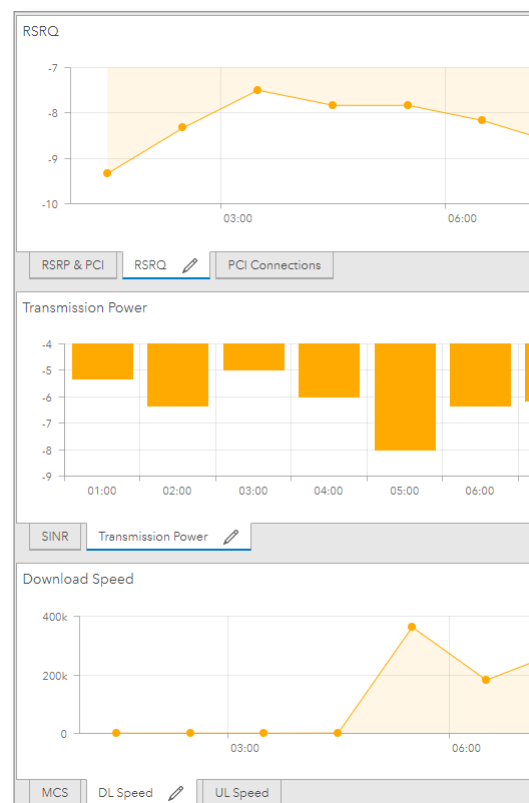 RSRQ
-7
-8
-9
-10
03:00 06:00
RSRP & PCI RSRQ PCI Connections
Transmission Power
-4
-5
-6
-7
-8
-9
01:00 02:00 03:00 04:00 05:00 06:00
SINR Transmission Power
Download Speed
400k
200k
0
03:00 06:00
MCS DL Speed UL Speed